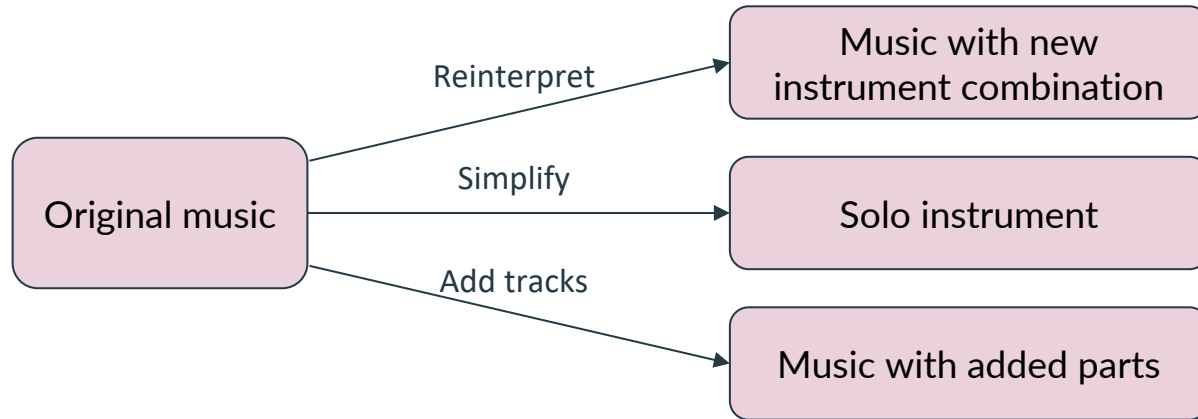 Music with new
instrument combination
Reinterpret
Original music
Simplify
Solo instrument
Add tracks
Music with added parts